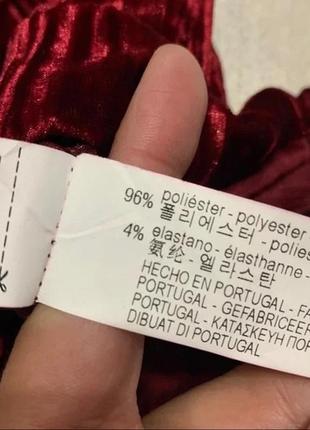 96% poliéster - polyester
폴리에스터 - polies
4% elastano - élasthanne -
氨纶 - 엘라스탄
HECHO EN PORTUGAL - FA
PORTUGAL - GEFABRICEER
PORTUGAL - ΚΑΤΑΣΚΕΥΗ ΠΟΡ
DIBUAT DI PORTUGAL